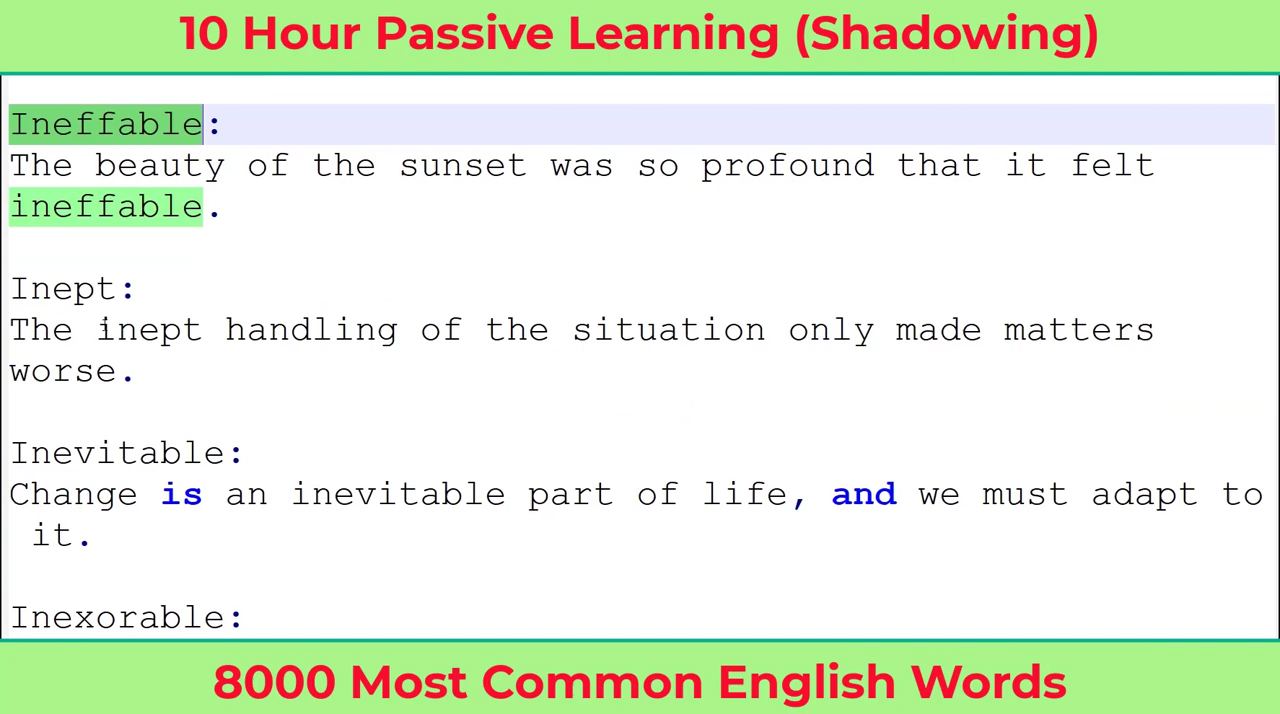 10 Hour Passive Learning (Shadowing)
Ineffable:
The beauty of the sunset was so profound that it felt
ineffable.
Inept:
The inept handling of the situation only made matters
worse.
Inevitable:
Change is an inevitable part of life, and we must adapt to
it.
Inexorable:
8000 Most Common English Words